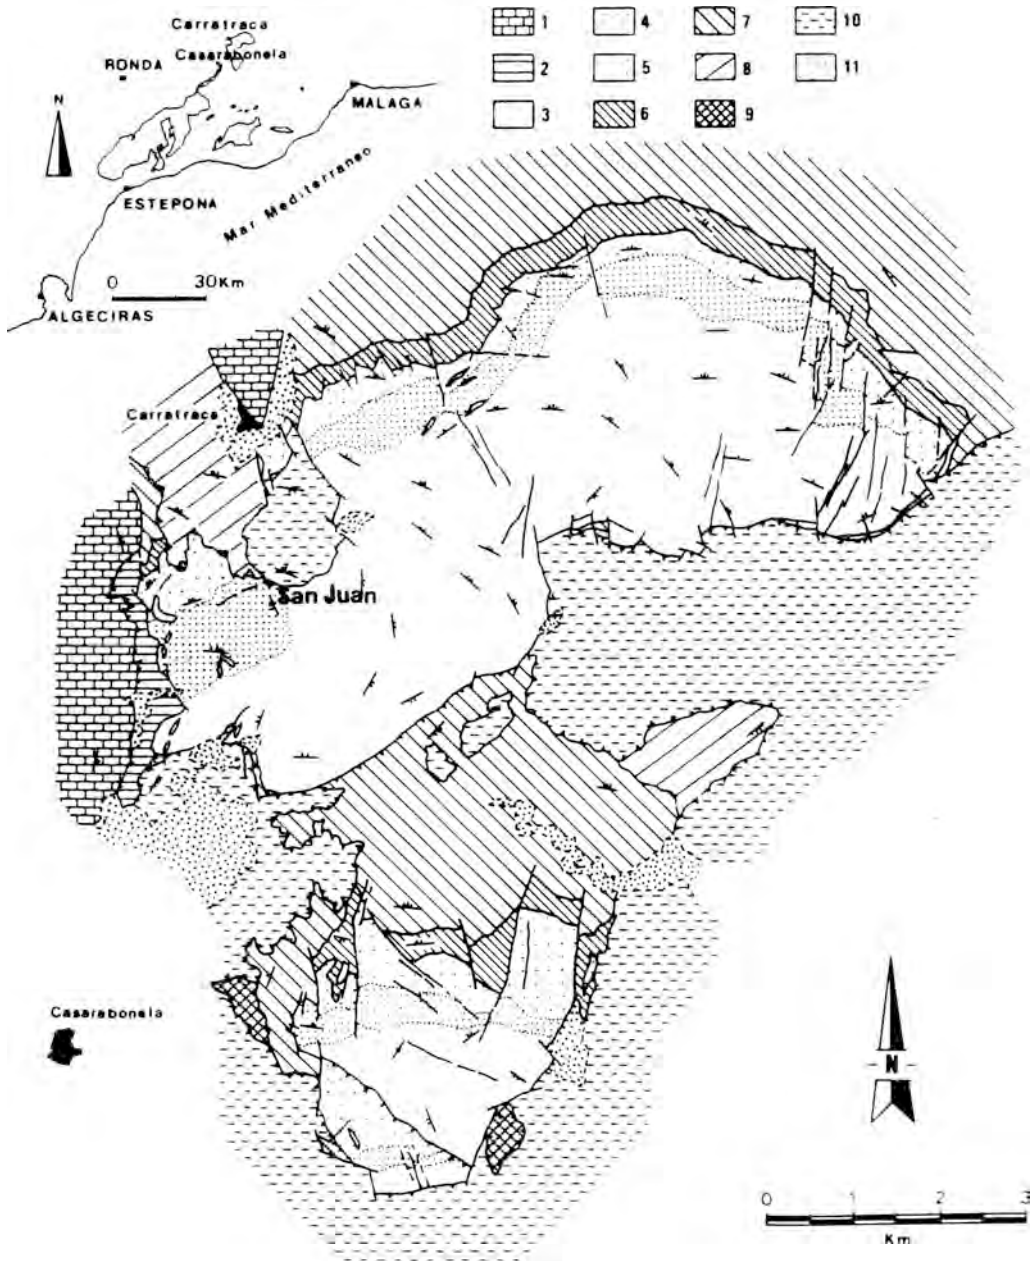 Carratraca
Casarabonela
RONDA
N
MALAGA
ESTEPONA
Mar Mediterraneo
0 30Km
ALGECIRAS
1 4 7 10
2 5 8 11
3 6 9
Carratraca
San Juan
Casarabonela
N
0 1 2 3
Km